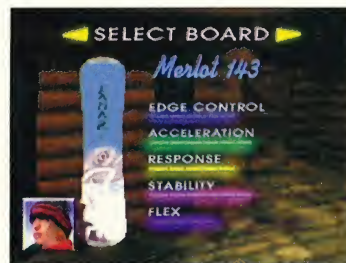 SELECT BOARD
Merlot 143
EDGE CONTROL
ACCELERATION
RESPONSE
STABILITY
FLEX